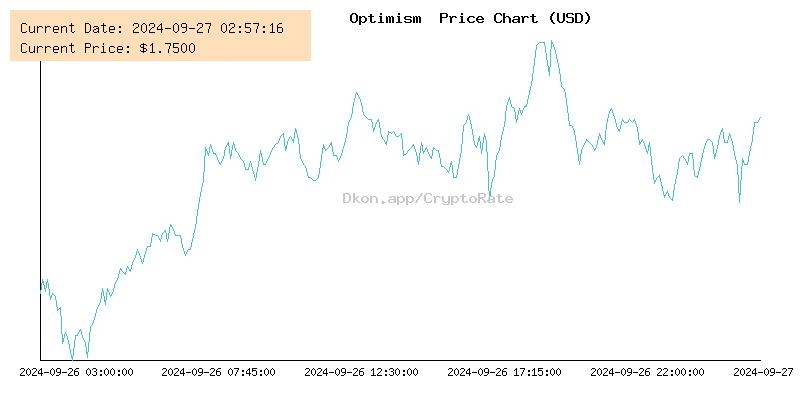 Optimism Price Chart (USD)
Current Date: 2024-09-27 02:57:16
Current Price: $1.7500
Dkon.app/CryptoRate
2024-09-26 03:00:00 2024-09-26 07:45:00 2024-09-26 12:30:00 2024-09-26 17:15:00 2024-09-26 22:00:00 2024-09-27